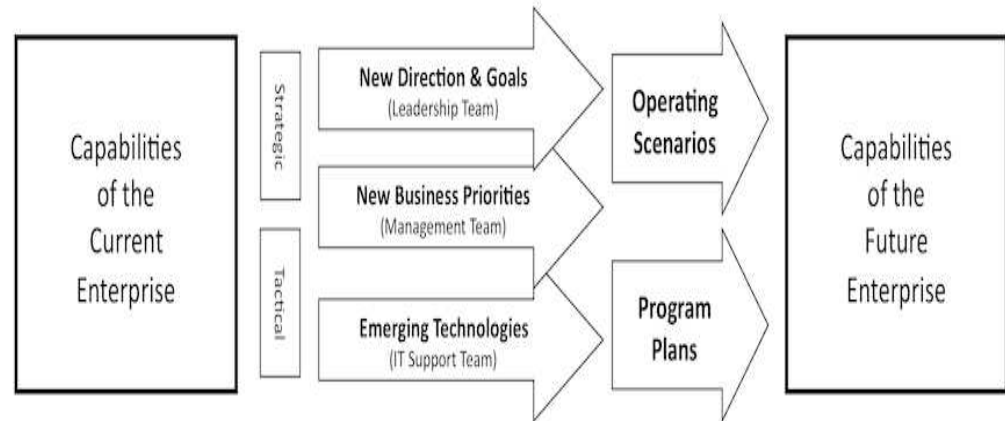 Capabilities
of the
Current
Enterprise
Strategic
Tactical
New Direction & Goals
(Leadership Team)
New Business Priorities
(Management Team)
Emerging Technologies
(IT Support Team)
Operating
Scenarios
Program
Plans
Capabilities
of the
Future
Enterprise